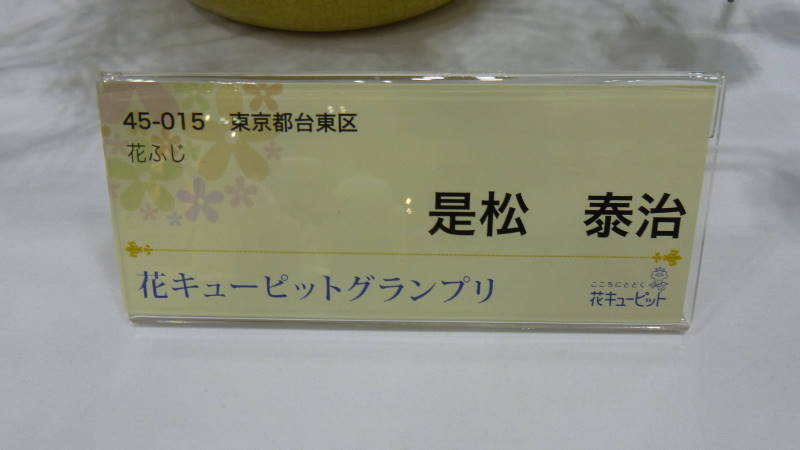 45-015　東京都台東区
花ふじ
是松　泰治
花キューピットグランプリ
こころにとどく
花キューピット